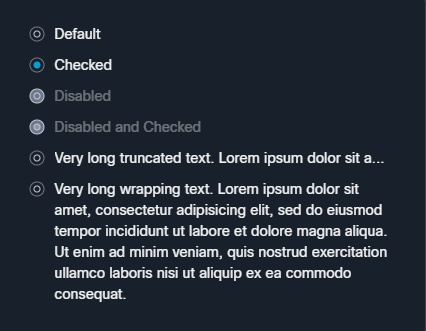 Default
Checked
Disabled
Disabled and Checked
Very long truncated text. Lorem ipsum dolor sit a...
Very long wrapping text. Lorem ipsum dolor sit
amet, consectetur adipisicing elit, sed do eiusmod
tempor incididunt ut labore et dolore magna aliqua.
Ut enim ad minim veniam, quis nostrud exercitation
ullamco laboris nisi ut aliquip ex ea commodo
consequat.